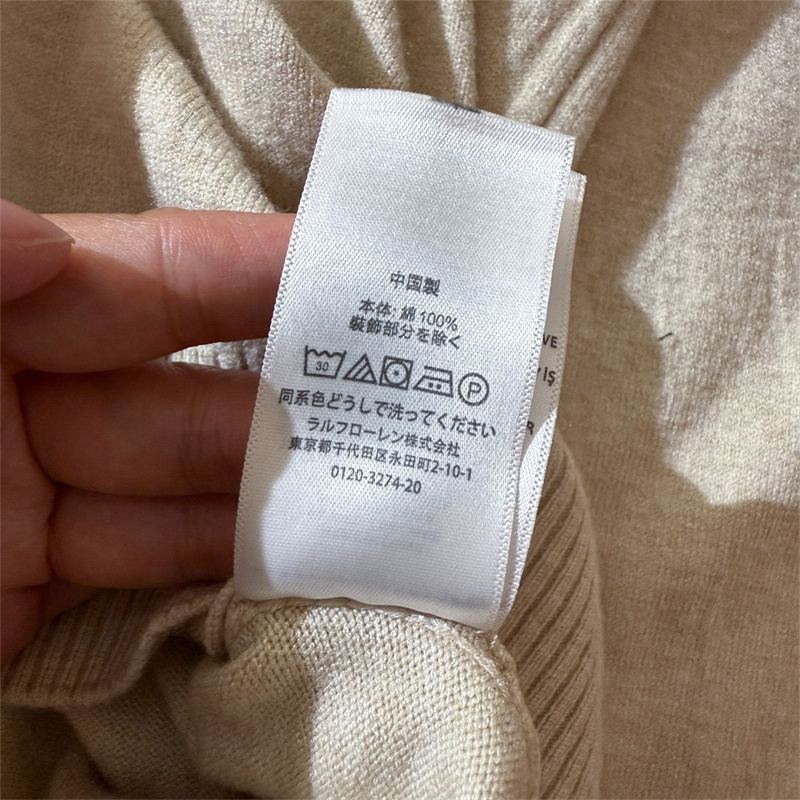 中国製
本体: 綿 100%
装飾部分を除く
30
P
同系色どうしで洗ってください
ラルフローレン株式会社
東京都千代田区永田町2-10-1
0120-3274-20
VE
Y İŞ
R